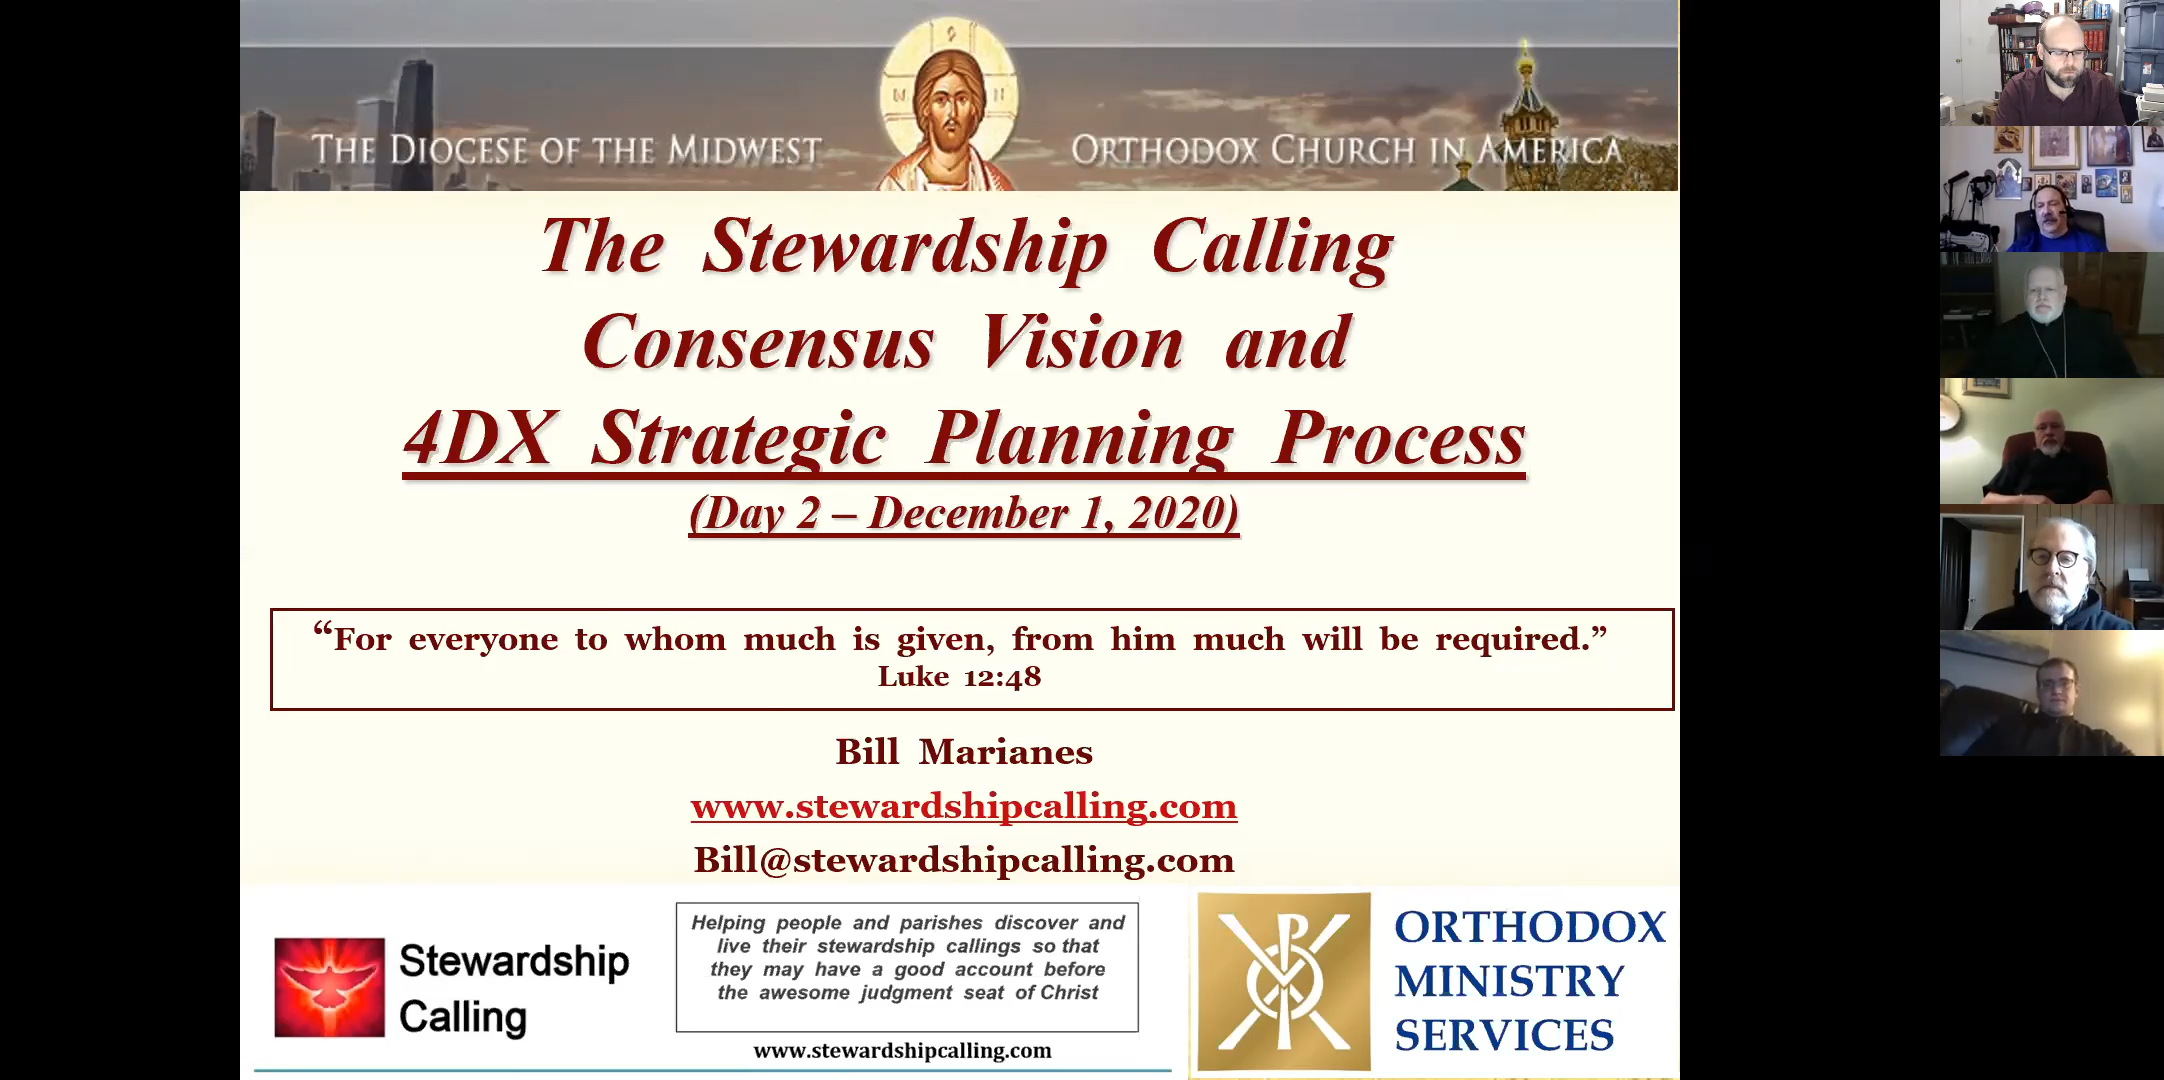 THE DIOCESE OF THE MIDWEST
ORTHODOX CHURCH IN AMERICA
The Stewardship Calling
Consensus Vision and
4DX Strategic Planning Process
(Day 2 – December 1, 2020)
“For everyone to whom much is given, from him much will be required.”
Luke 12:48
Bill Marianes
www.stewardshipcalling.com
Bill@stewardshipcalling.com
Stewardship
Calling
Helping people and parishes discover and
live their stewardship callings so that
they may have a good account before
the awesome judgment seat of Christ
www.stewardshipcalling.com
ORTHODOX
MINISTRY
SERVICES